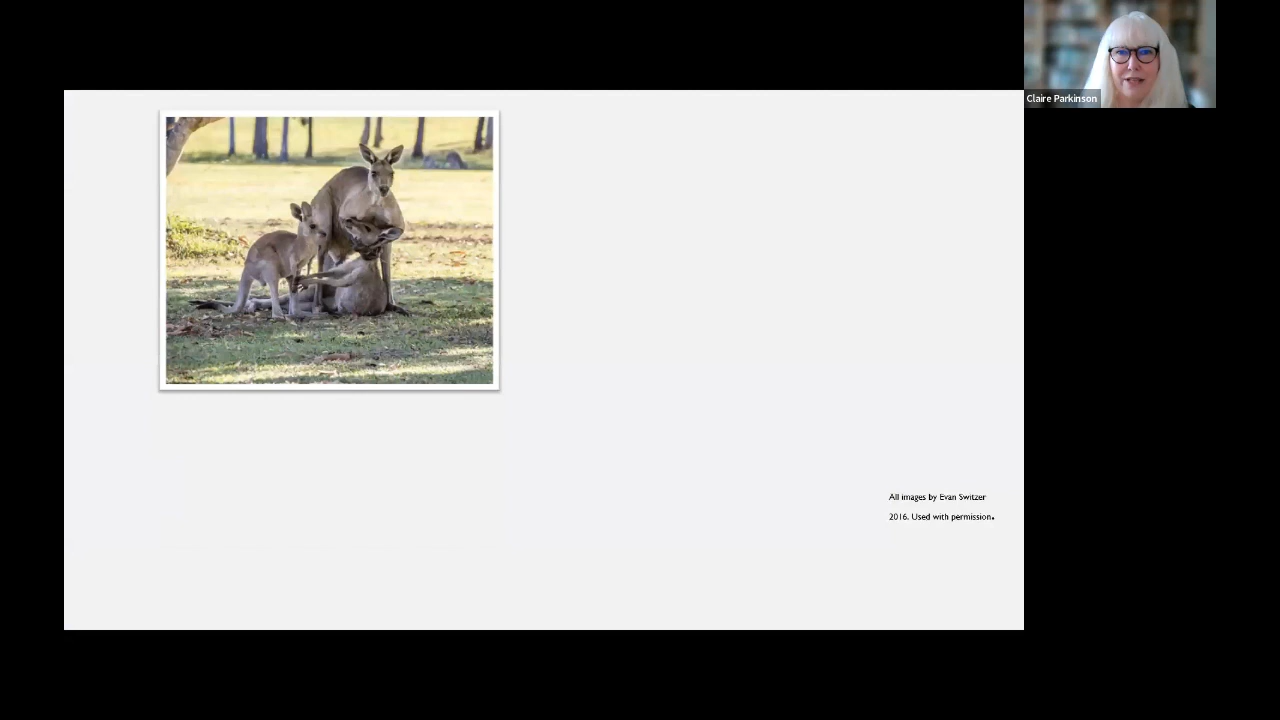 Claire Parkinson
All images by Evan Switzer
2016. Used with permission.